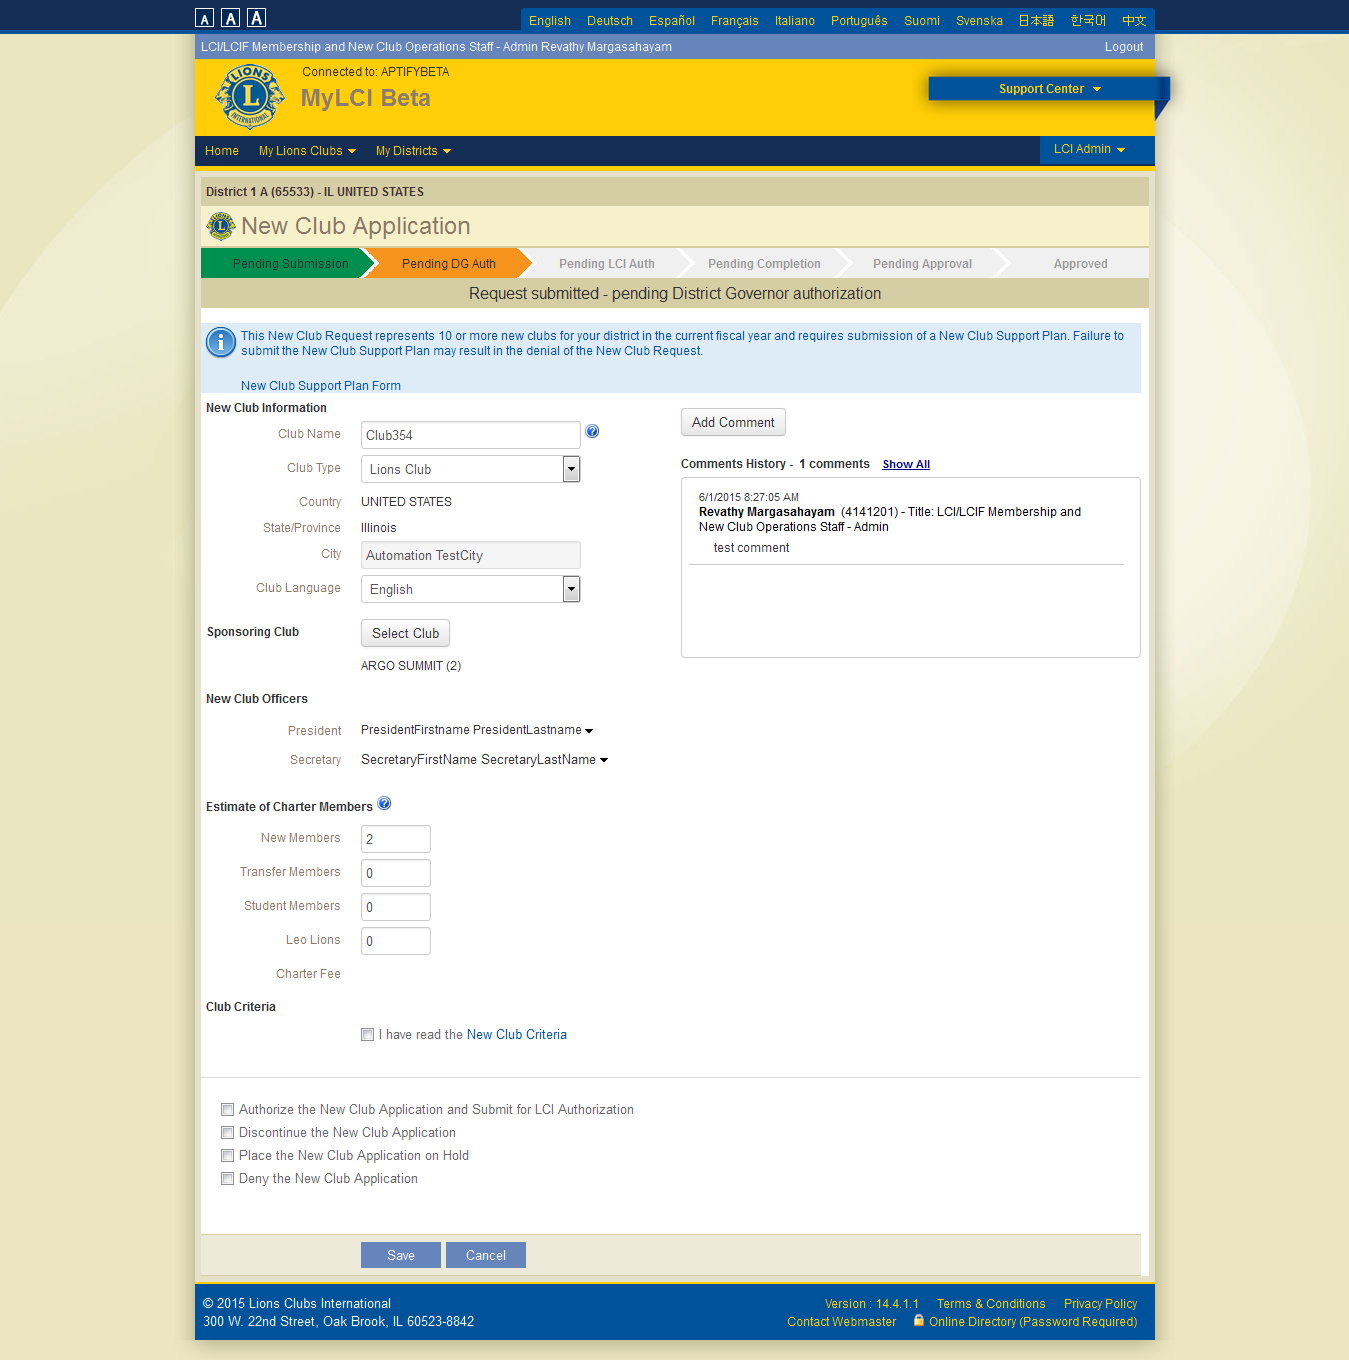 A A A English Deutsch Español Français Italiano Português Suomi Svenska 日本語 한국어 中文
LCI/LCIF Membership and New Club Operations Staff - Admin Revathy Margasahayam Logout
LIONS L INTERNATIONAL
Connected to: APTIFYBETA
MyLCI Beta
Support Center
Home My Lions Clubs My Districts LCI Admin
District 1 A (65533) - IL UNITED STATES
New Club Application
Pending Submission Pending DG Auth Pending LCI Auth Pending Completion Pending Approval Approved
Request submitted - pending District Governor authorization
This New Club Request represents 10 or more new clubs for your district in the current fiscal year and requires submission of a New Club Support Plan. Failure to
submit the New Club Support Plan may result in the denial of the New Club Request.
New Club Support Plan Form
New Club Information
Club Name Club354
Club Type Lions Club
Country UNITED STATES
State/Province Illinois
City Automation TestCity
Club Language English
Sponsoring Club Select Club
ARGO SUMMIT (2)
Add Comment
Comments History - 1 comments Show All
6/1/2015 8:27:05 AM
Revathy Margasahayam (4141201) - Title: LCI/LCIF Membership and
New Club Operations Staff - Admin
test comment
New Club Officers
President PresidentFirstname PresidentLastname
Secretary SecretaryFirstName SecretaryLastName
Estimate of Charter Members
New Members 2
Transfer Members 0
Student Members 0
Leo Lions 0
Charter Fee
Club Criteria
I have read the New Club Criteria
Authorize the New Club Application and Submit for LCI Authorization
Discontinue the New Club Application
Place the New Club Application on Hold
Deny the New Club Application
Save Cancel
© 2015 Lions Clubs International
300 W. 22nd Street, Oak Brook, IL 60523-8842
Version : 14.4.1.1 Terms & Conditions Privacy Policy
Contact Webmaster Online Directory (Password Required)